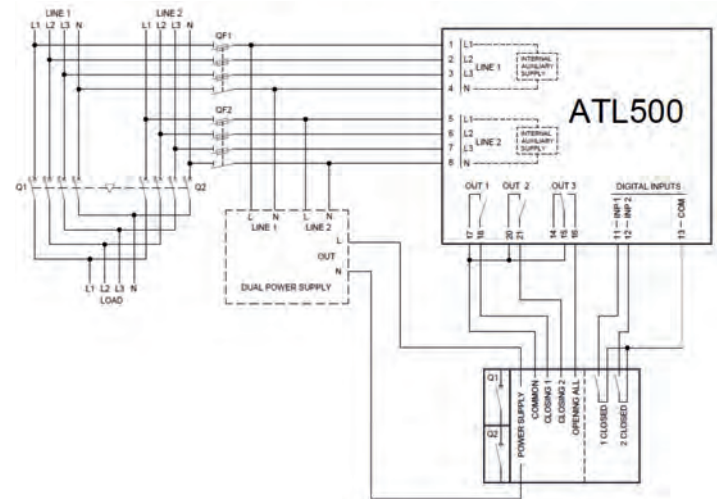 LINE 1
LINE 2
L1 L2 L3 N
L1 L2 L3 N
QF1
QF2
Q1
Q2
1 L1
2 L2
3 L3
4 N
LINE 1
INTERNAL AUXILIARY SUPPLY
5 L1
6 L2
7 L3
8 N
LINE 2
INTERNAL AUXILIARY SUPPLY
ATL500
OUT 1
OUT 2
OUT 3
DIGITAL INPUTS
INP 1
INP 2
COM
17 18
20 21
14 15 16
11
12
13
L1 L2 L3 N
LOAD
L N L N
LINE 1 LINE 2
L
OUT
N
DUAL POWER SUPPLY
Q1
Q2
POWER SUPPLY
COMMON
CLOSING 1
CLOSING 2
OPENING ALL
1 CLOSED
2 CLOSED